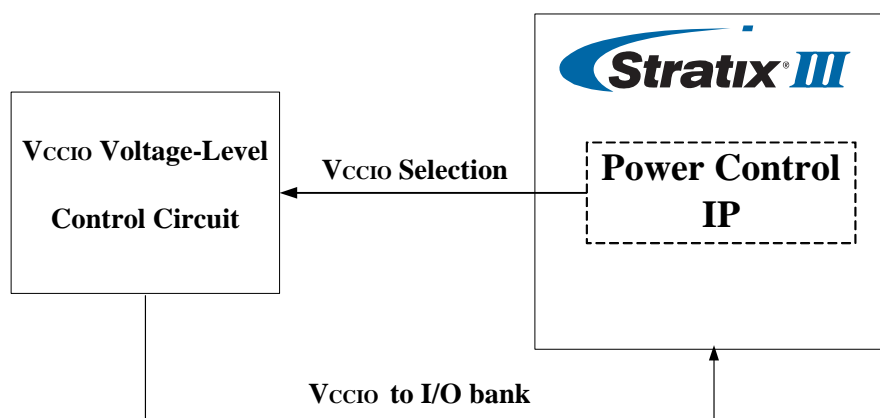 Stratix® III
VCCIO Voltage-Level
Control Circuit
VCCIO Selection
Power Control
IP
VCCIO to I/O bank